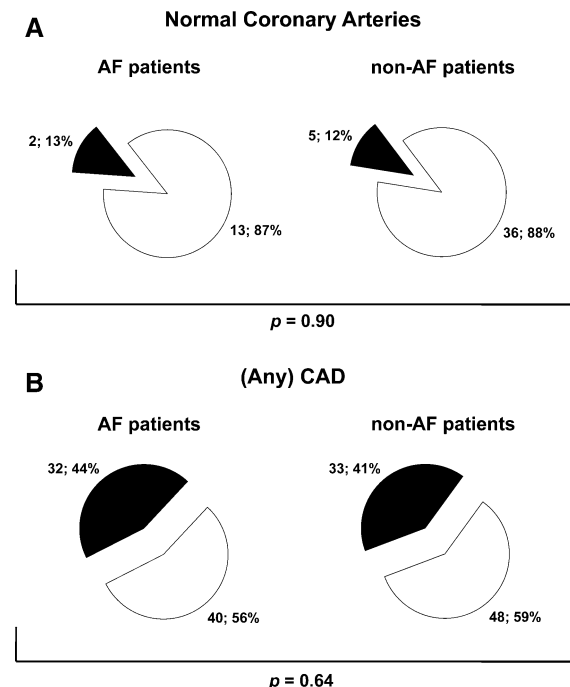 A
Normal Coronary Arteries
AF patients
non-AF patients
2; 13%
5; 12%
13; 87%
36; 88%
p = 0.90
B
(Any) CAD
AF patients
non-AF patients
32; 44%
33; 41%
40; 56%
48; 59%
p = 0.64